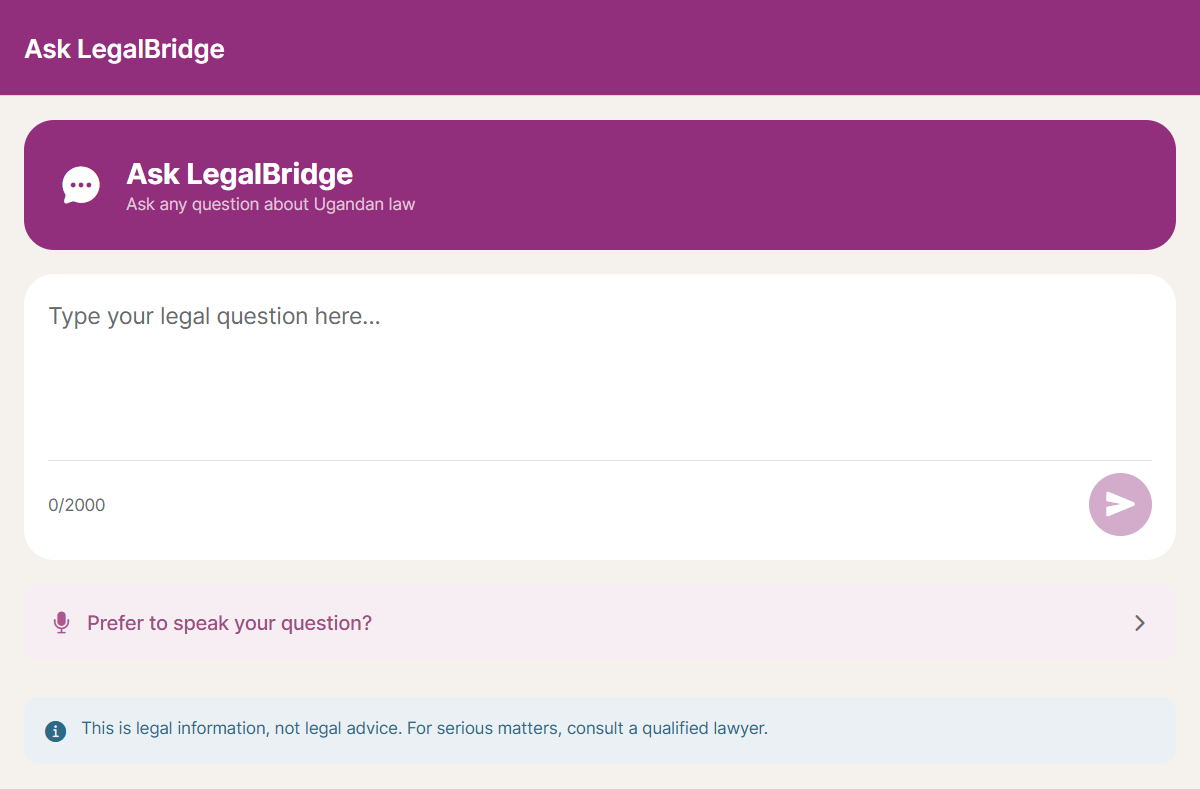 Ask LegalBridge
Ask LegalBridge
Ask any question about Ugandan law
Type your legal question here...
0/2000
Prefer to speak your question?
This is legal information, not legal advice. For serious matters, consult a qualified lawyer.